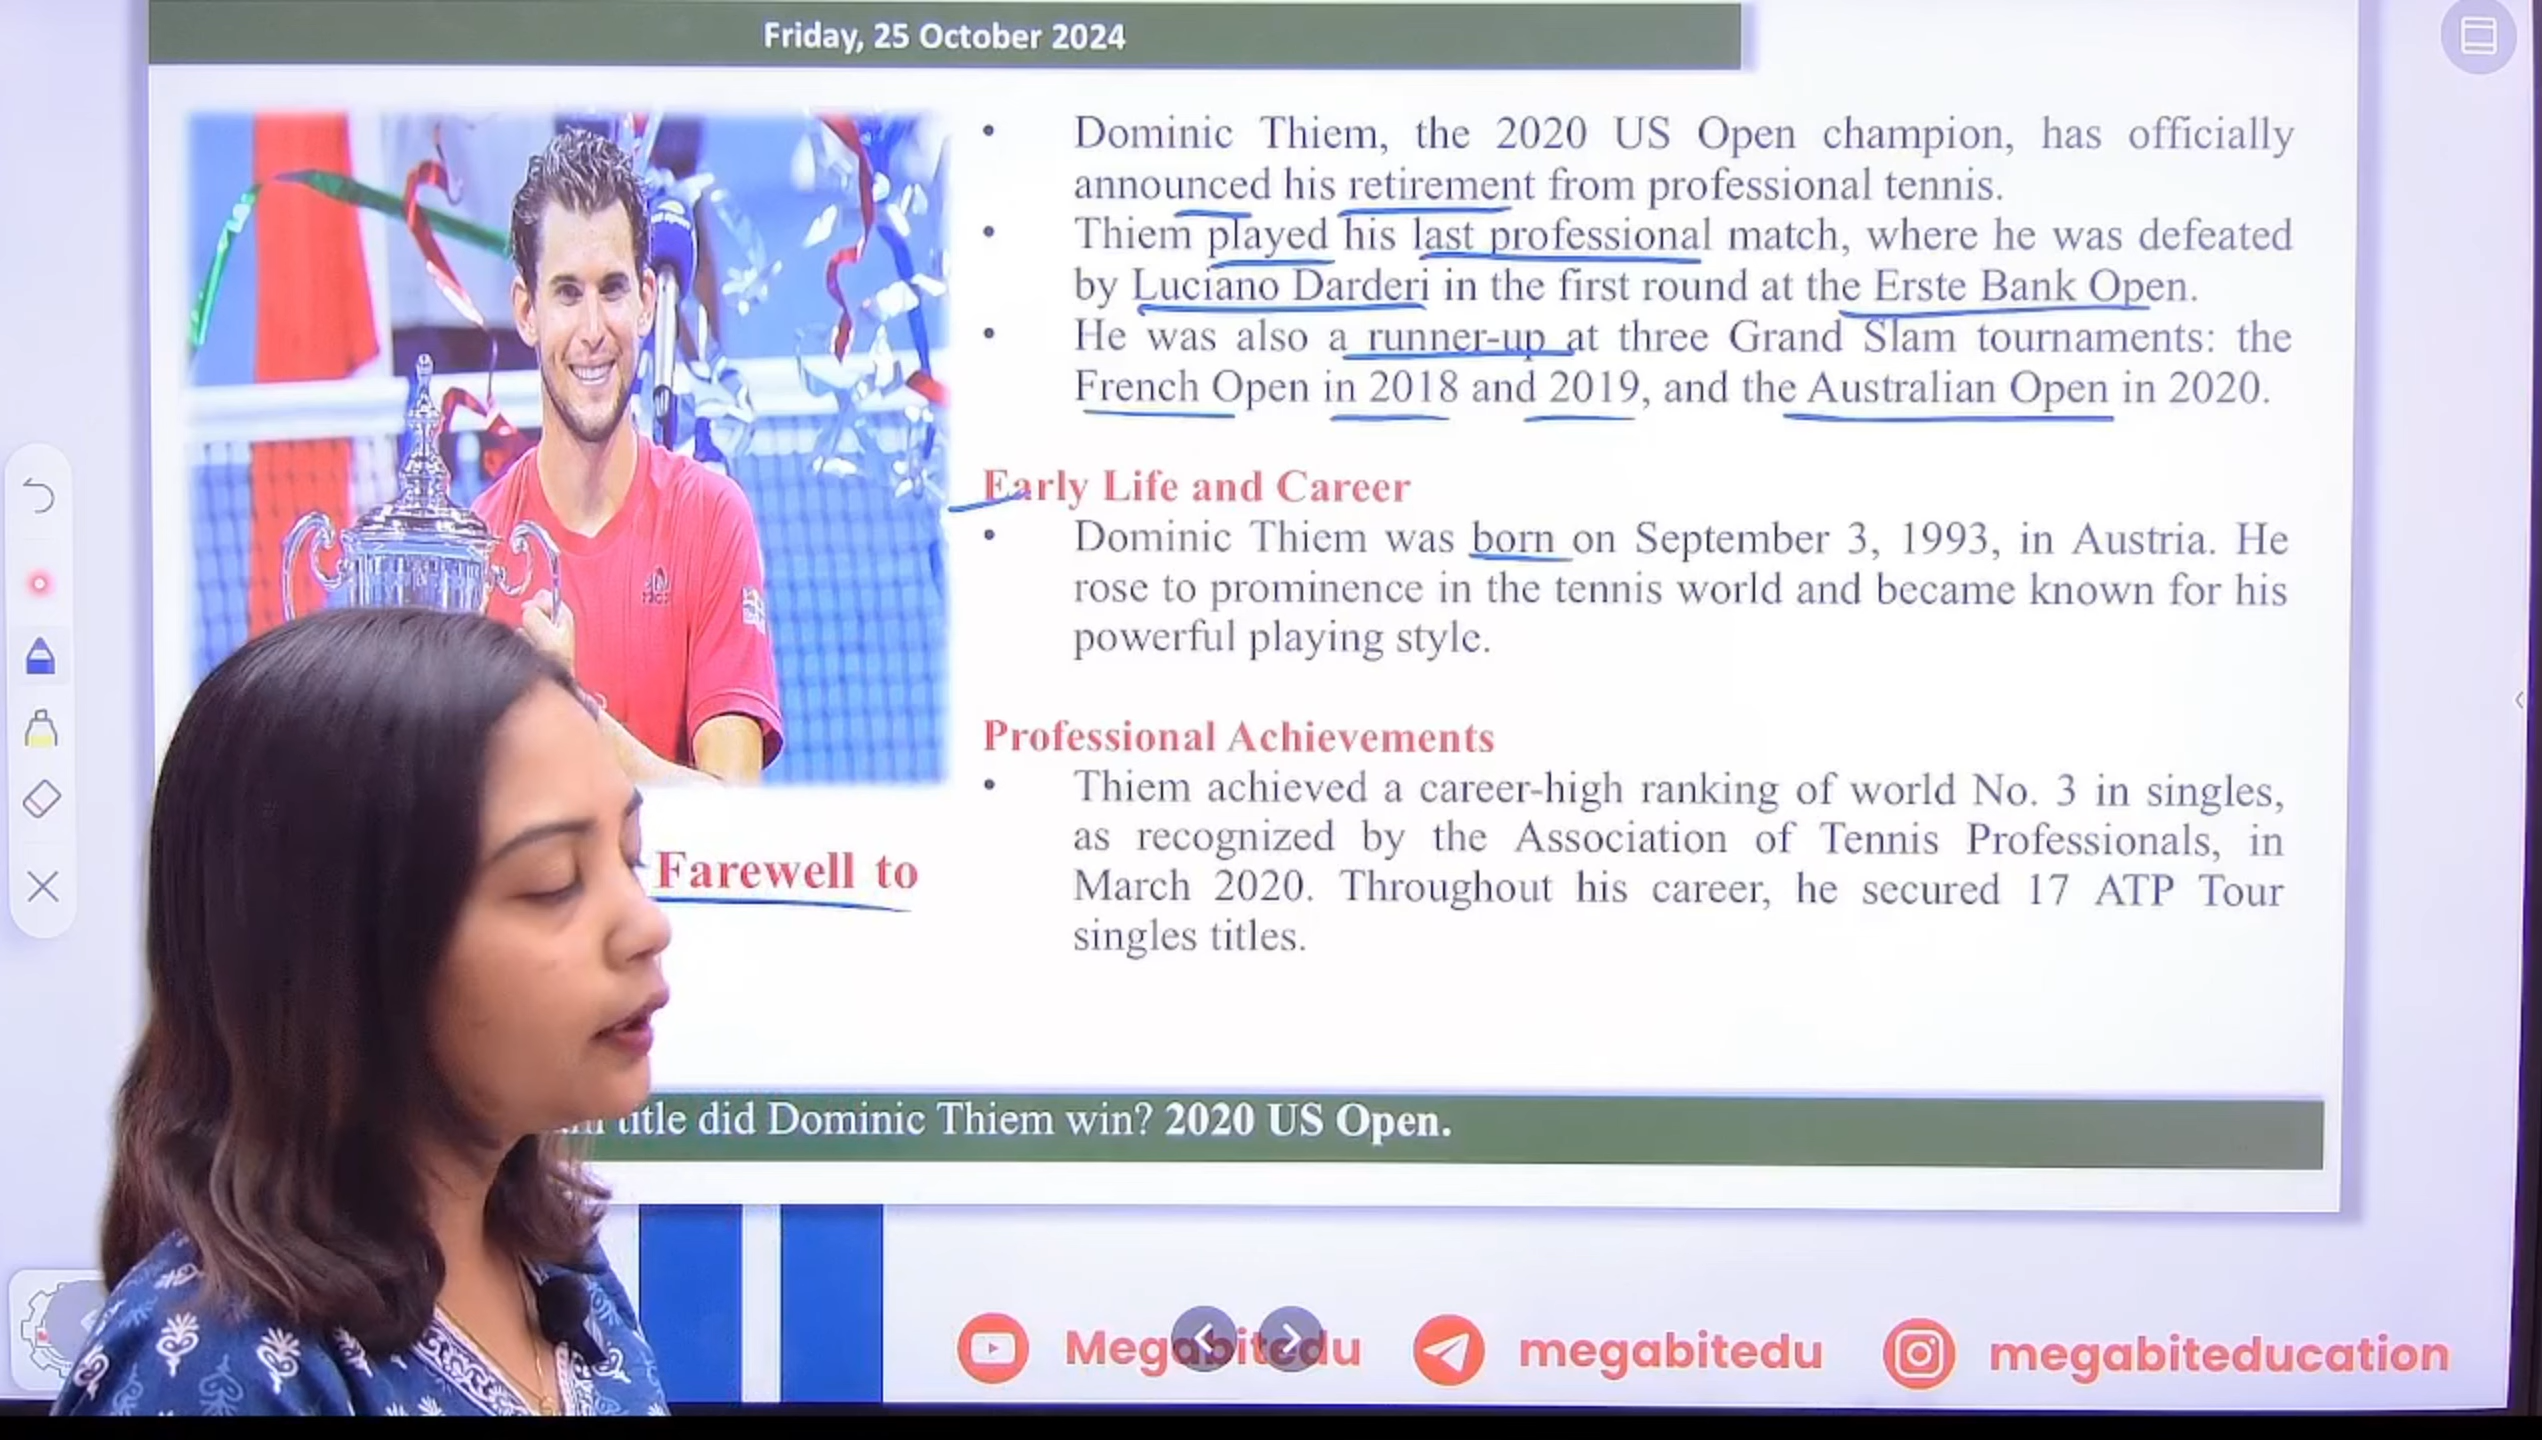 Friday, 25 October 2024
• Dominic Thiem, the 2020 US Open champion, has officially
announced his retirement from professional tennis.
• Thiem played his last professional match, where he was defeated
by Luciano Darderi in the first round at the Erste Bank Open.
• He was also a runner-up at three Grand Slam tournaments: the
French Open in 2018 and 2019, and the Australian Open in 2020.
Early Life and Career
• Dominic Thiem was born on September 3, 1993, in Austria. He
rose to prominence in the tennis world and became known for his
powerful playing style.
Professional Achievements
• Thiem achieved a career-high ranking of world No. 3 in singles,
as recognized by the Association of Tennis Professionals, in
March 2020. Throughout his career, he secured 17 ATP Tour
singles titles.
Farewell to
title did Dominic Thiem win? 2020 US Open.
Megabitedu
megabitedu
megabiteducation